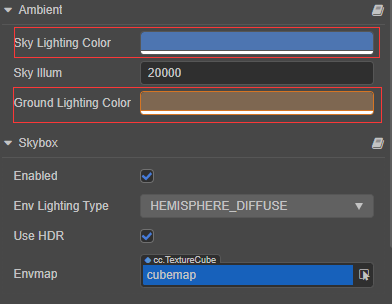 Ambient
Sky Lighting Color
Sky Illum 20000
Ground Lighting Color
Skybox
Enabled
Env Lighting Type HEMISPHERE_DIFFUSE
Use HDR
cc.TextureCube
Envmap cubemap